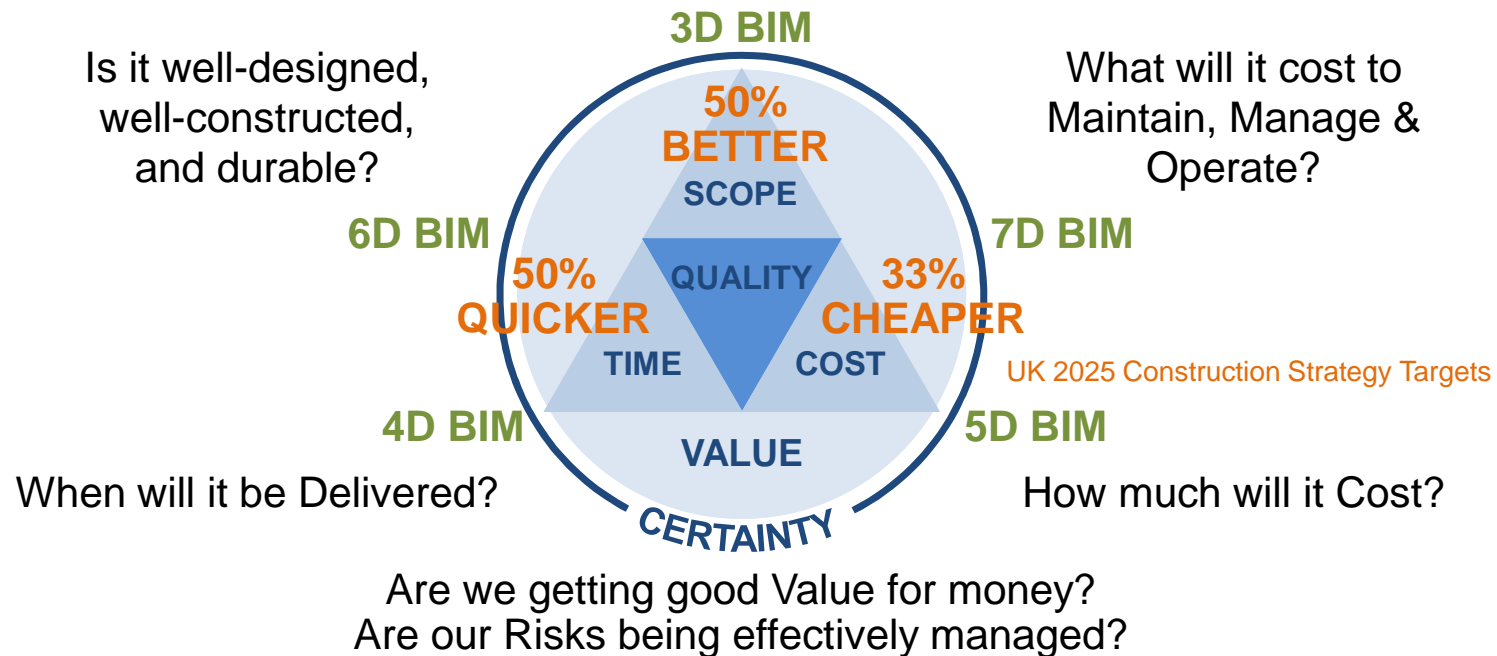 3D BIM
Is it well-designed,
well-constructed,
and durable?
What will it cost to
Maintain, Manage &
Operate?
50%
BETTER
SCOPE
6D BIM
7D BIM
50%
QUICKER
QUALITY
33%
CHEAPER
TIME
COST
UK 2025 Construction Strategy Targets
4D BIM
5D BIM
VALUE
When will it be Delivered?
How much will it Cost?
CERTAINTY
Are we getting good Value for money?
Are our Risks being effectively managed?